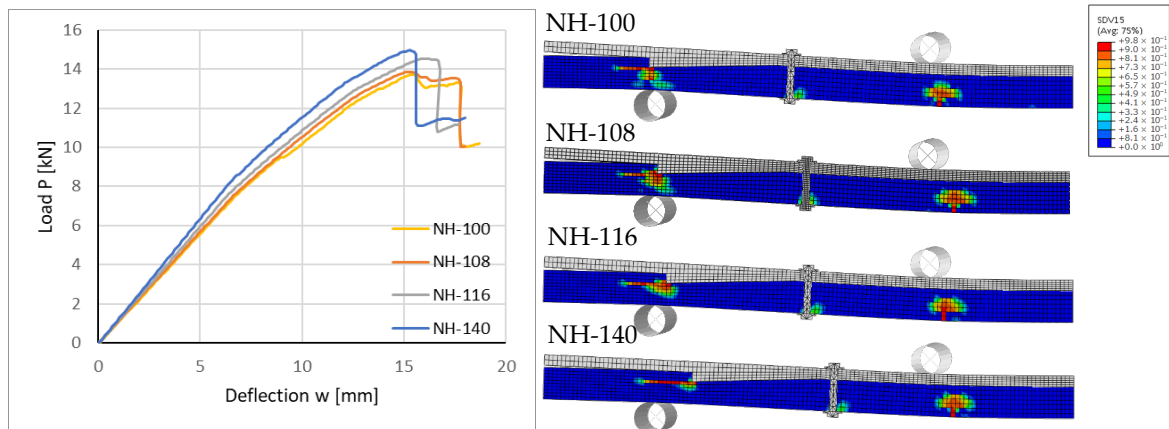 16
14
12
10
8
6
4
2
0
Load P [kN]
0 5 10 15 20
Deflection w [mm]
NH-100
NH-108
NH-116
NH-140
NH-100
NH-108
NH-116
NH-140
SDV15
(Avg: 75%)
+9.8 × 10⁻¹
+9.0 × 10⁻¹
+8.1 × 10⁻¹
+7.3 × 10⁻¹
+6.5 × 10⁻¹
+5.7 × 10⁻¹
+4.9 × 10⁻¹
+4.1 × 10⁻¹
+3.3 × 10⁻¹
+2.4 × 10⁻¹
+1.6 × 10⁻¹
+8.1 × 10⁻¹
+0.0 × 10⁰